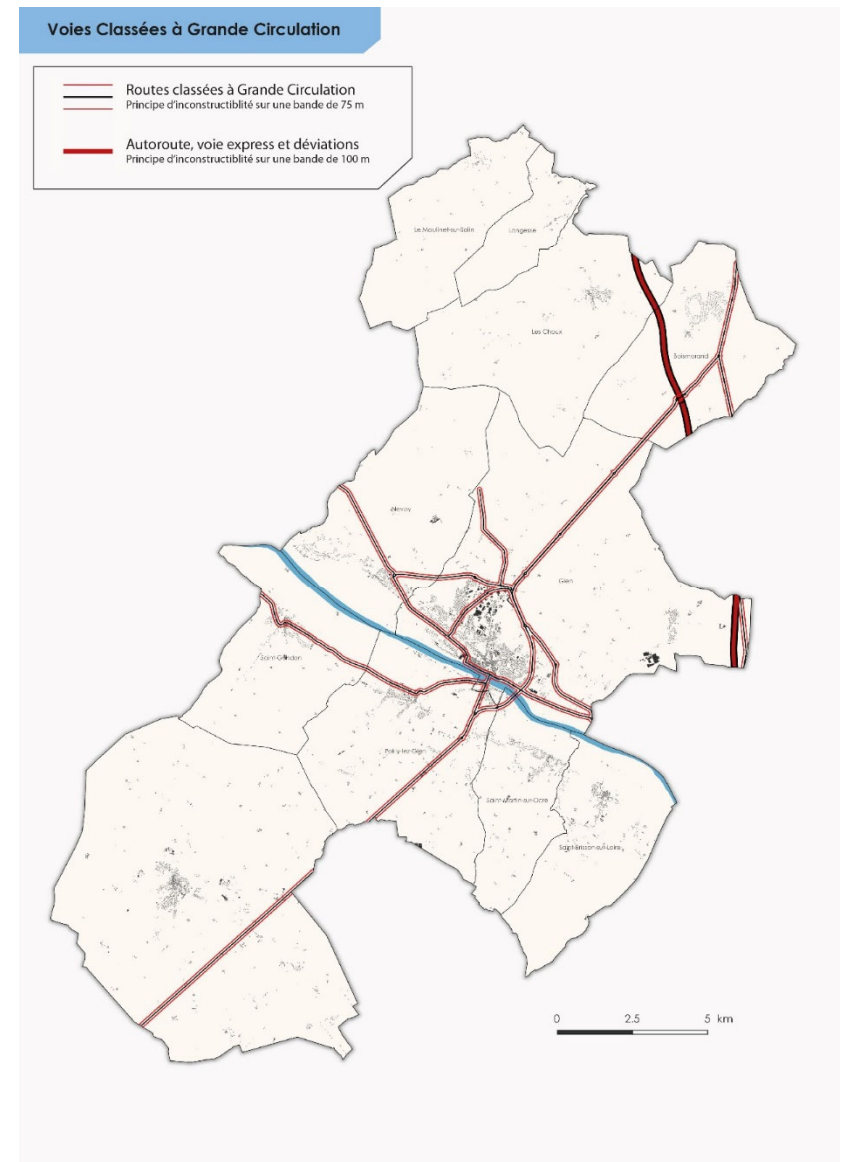 Voies Classées à Grande Circulation
Routes classées à Grande Circulation
Principe d'inconstructiblité sur une bande de 75 m
Autoroute, voie express et déviations
Principe d'inconstructiblité sur une bande de 100 m
Le Moulinet-sur-Solin
Langesse
Les Choux
Boismorand
Nevoy
Gien
Saint-Gondon
Poilly-lez-Gien
Saint-Martin-sur-Ocre
Saint-Brisson-sur-Loire
0 2.5 5 km